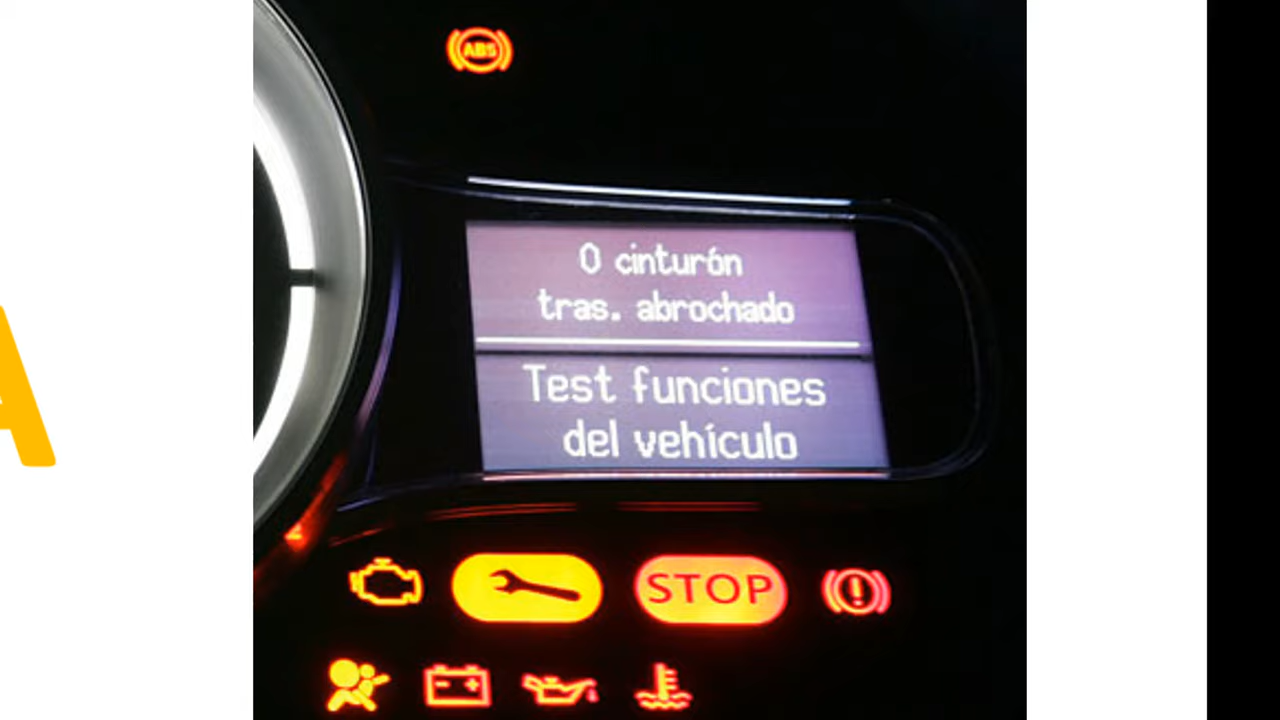 ABS
0 cinturón
tras. abrochado
Test funciones
del vehículo
STOP
A